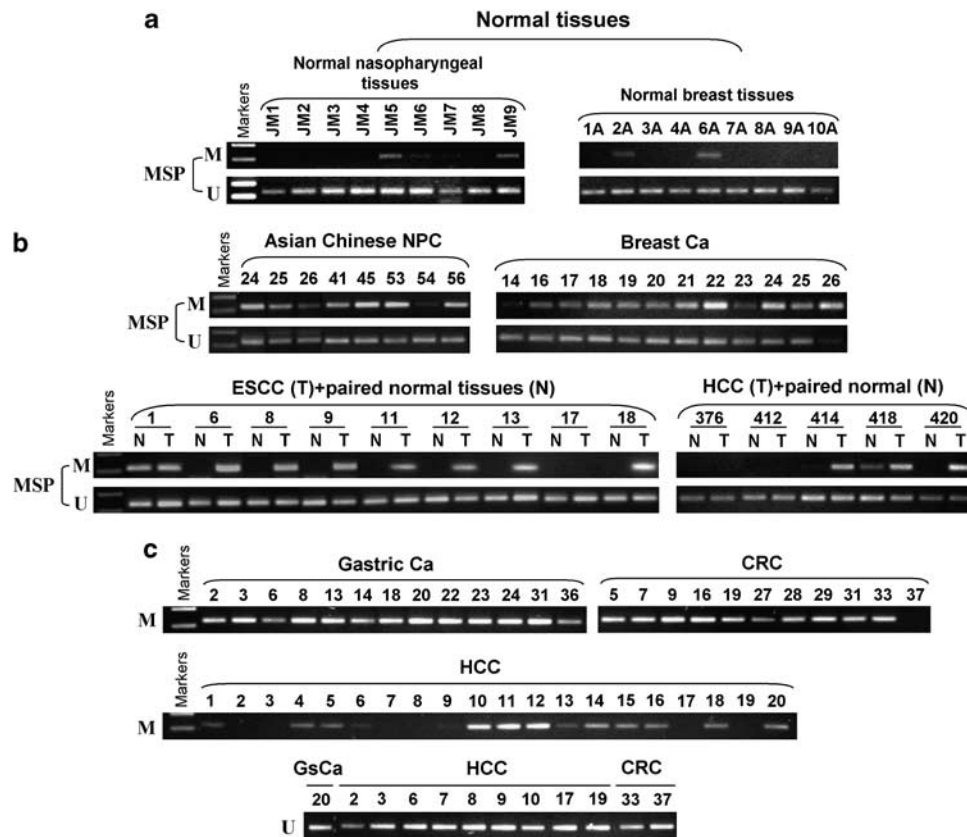 a
Normal tissues
Normal nasopharyngeal
tissues
Normal breast tissues
Markers
JM1 JM2 JM3 JM4 JM5 JM6 JM7 JM8 JM9
1A 2A 3A 4A 6A 7A 8A 9A 10A
M
MSP
U
b
Asian Chinese NPC
Breast Ca
Markers
24 25 26 41 45 53 54 56
14 16 17 18 19 20 21 22 23 24 25 26
M
MSP
U
ESCC (T)+paired normal tissues (N)
HCC (T)+paired normal (N)
Markers
1 6 8 9 11 12 13 17 18
376 412 414 418 420
N T N T N T N T N T N T N T N T N T
N T N T N T N T N T
M
MSP
U
c
Gastric Ca
CRC
Markers
2 3 6 8 13 14 18 20 22 23 24 31 36
5 7 9 16 19 27 28 29 31 33 37
M
HCC
Markers
1 2 3 4 5 6 7 8 9 10 11 12 13 14 15 16 17 18 19 20
M
GsCa HCC CRC
20 2 3 6 7 8 9 10 17 19 33 37
U